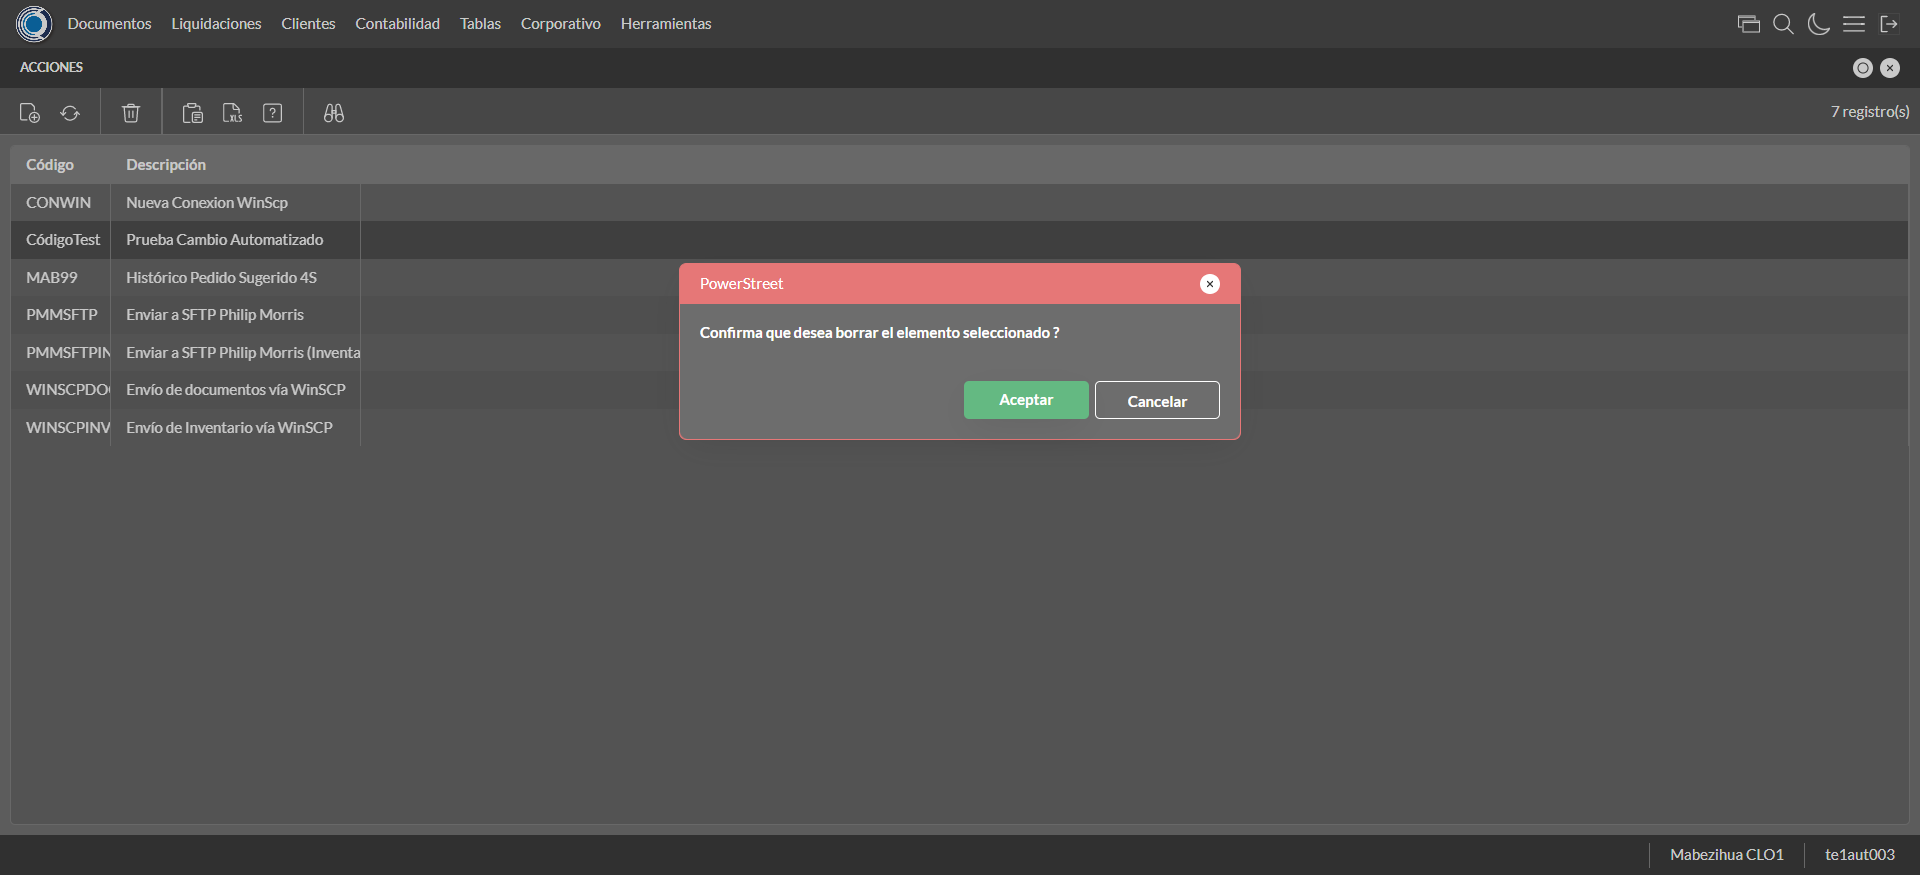 Documentos Liquidaciones Clientes Contabilidad Tablas Corporativo Herramientas
ACCIONES
XLS ? 7 registro(s)
Código Descripción
CONWIN Nueva Conexion WinScp
CódigoTest Prueba Cambio Automatizado
MAB99 Histórico Pedido Sugerido 4S
PMMSFTP Enviar a SFTP Philip Morris
PMMSFTPIN Enviar a SFTP Philip Morris (Inventa
WINSCPDO Envío de documentos vía WinSCP
WINSCPINV Envío de Inventario vía WinSCP
PowerStreet
Confirma que desea borrar el elemento seleccionado ?
Aceptar Cancelar
Mabezihua CLO1 te1aut003